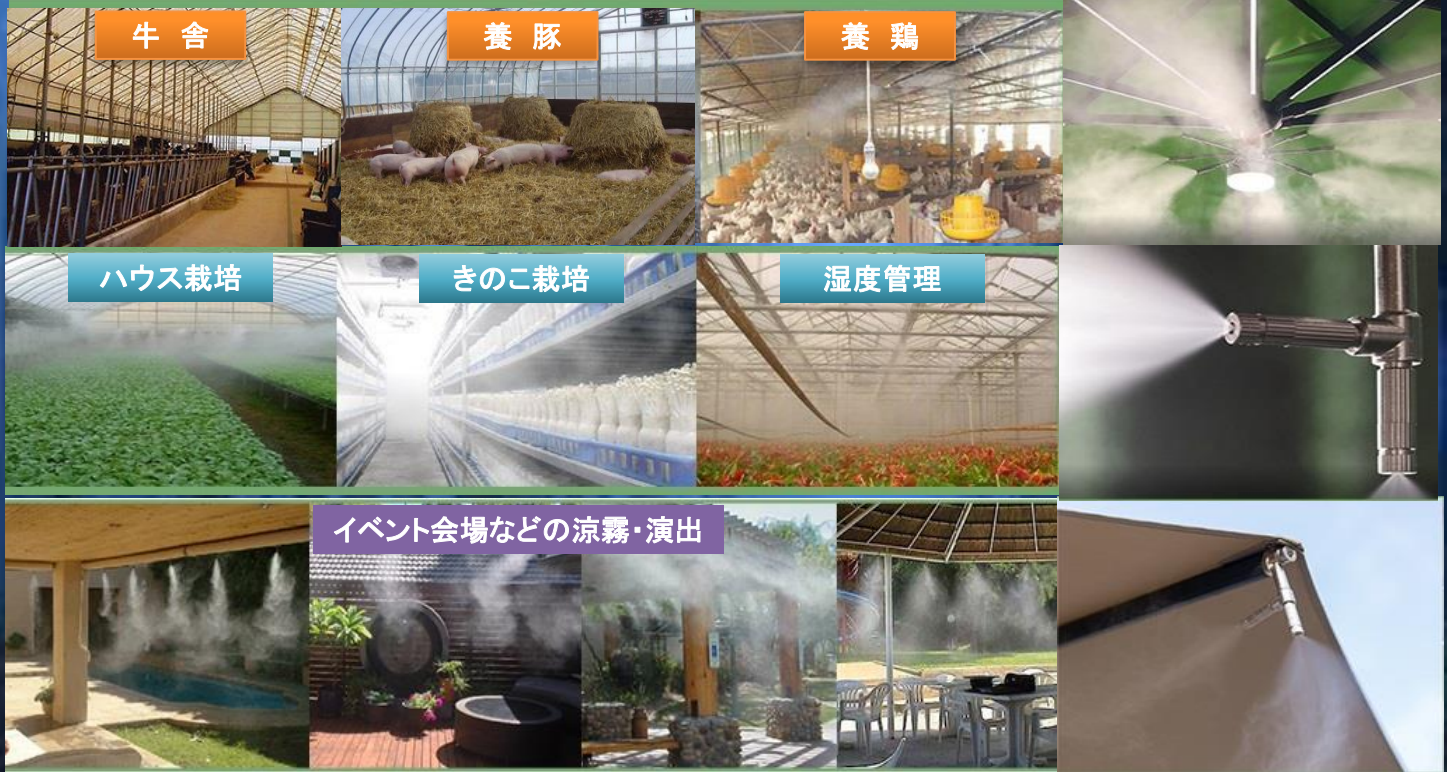 牛 舎
養 豚
養 鶏
ハウス栽培
きのこ栽培
湿度管理
イベント会場などの涼霧・演出